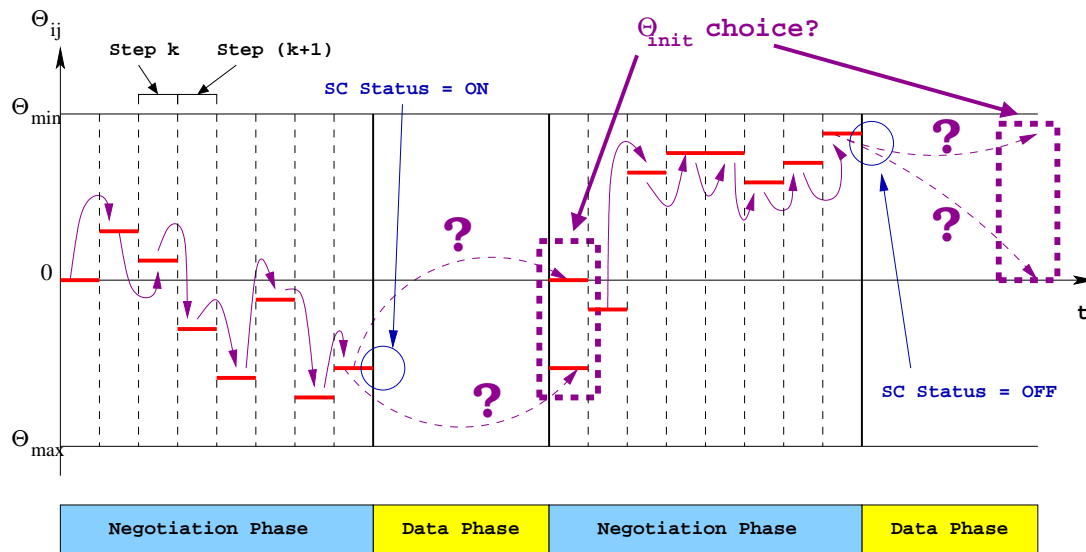 Θij
Θinit choice?
Step k Step (k+1)
SC Status = ON
Θmin
?
?
0
?
t
SC Status = OFF
?
Θmax
Negotiation Phase Data Phase Negotiation Phase Data Phase